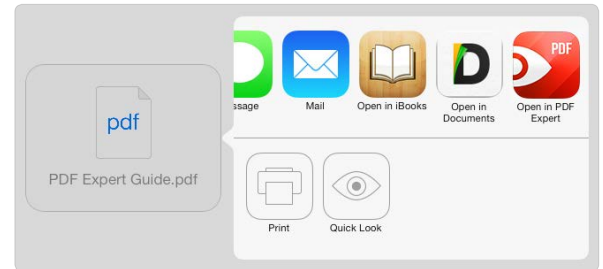 pdf
PDF Expert Guide.pdf
ssage
Mail
Open in iBooks
Open in
Documents
PDF
Open in PDF
Expert
Print
Quick Look